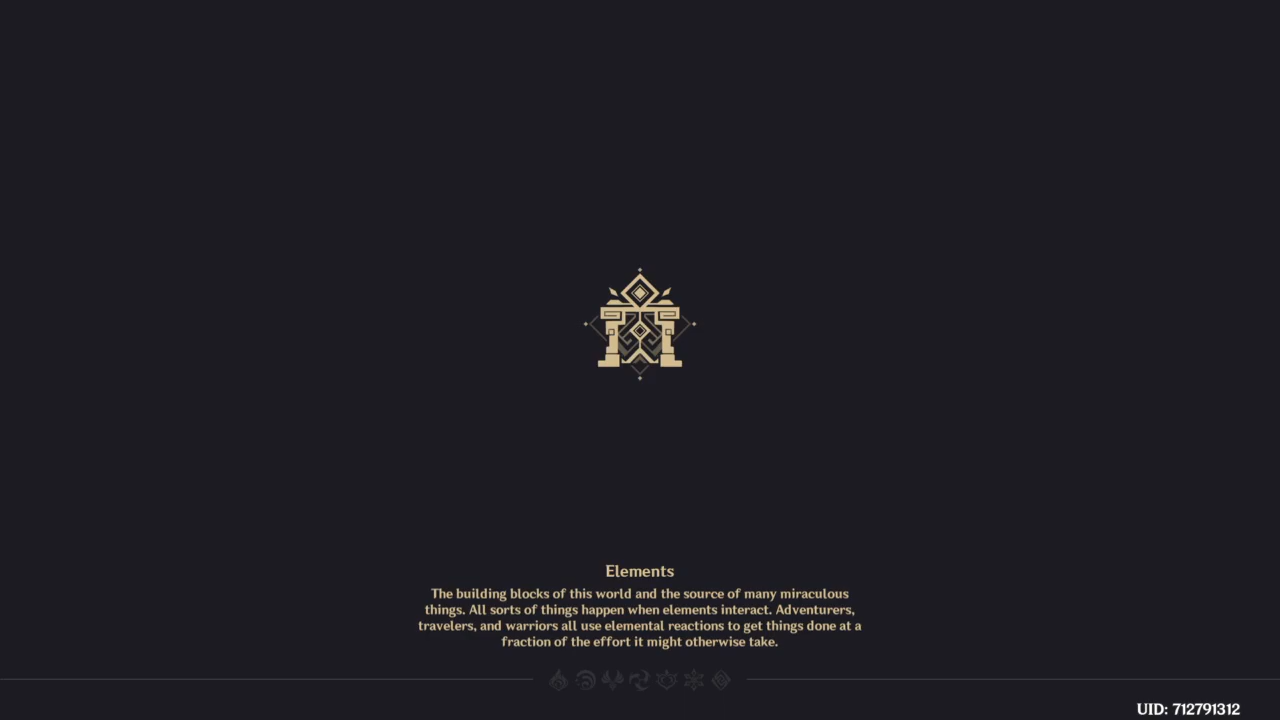 Elements
The building blocks of this world and the source of many miraculous
things. All sorts of things happen when elements interact. Adventurers,
travelers, and warriors all use elemental reactions to get things done at a
fraction of the effort it might otherwise take.
UID: 712791312